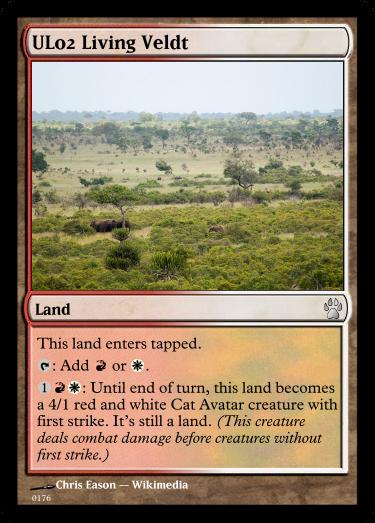 UL02 Living Veldt
Land
This land enters tapped.
: Add or .
1 : Until end of turn, this land becomes
a 4/1 red and white Cat Avatar creature with
first strike. It's still a land. (This creature
deals combat damage before creatures without
first strike.)
Chris Eason — Wikimedia
0176